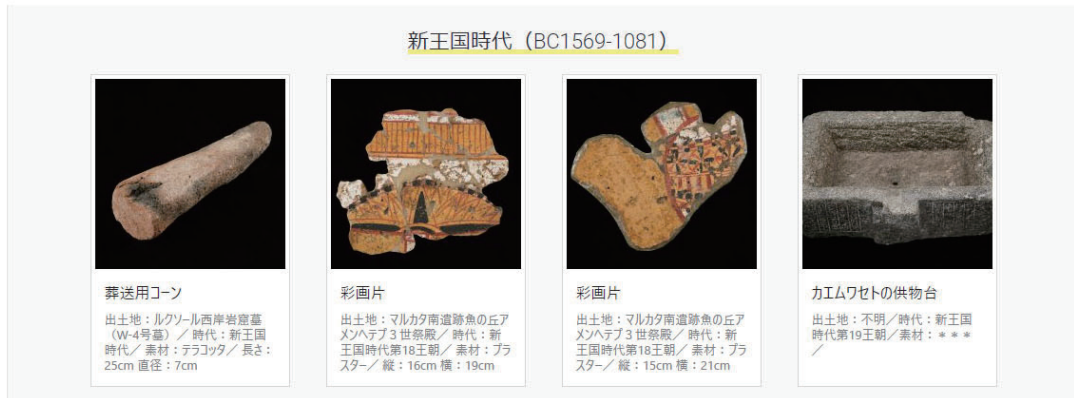 新王国時代（BC1569-1081）
葬送用コーン
出土地：ルクソール西岸岩窟墓
（W-4号墓）／ 時代：新王国
時代／ 素材：テラコッタ／ 長さ：
25cm 直径：7cm
彩画片
出土地：マルカタ南遺跡魚の丘ア
メンヘテプ３世祭殿／ 時代：新
王国時代第18王朝／ 素材：プラ
スター／ 縦：16cm 横：19cm
彩画片
出土地：マルカタ南遺跡魚の丘ア
メンヘテプ３世祭殿／ 時代：新
王国時代第18王朝／ 素材：プラ
スター／ 縦：15cm 横：21cm
カエムワセトの供物台
出土地：不明／時代：新王国
時代第19王朝／素材：＊＊＊
／